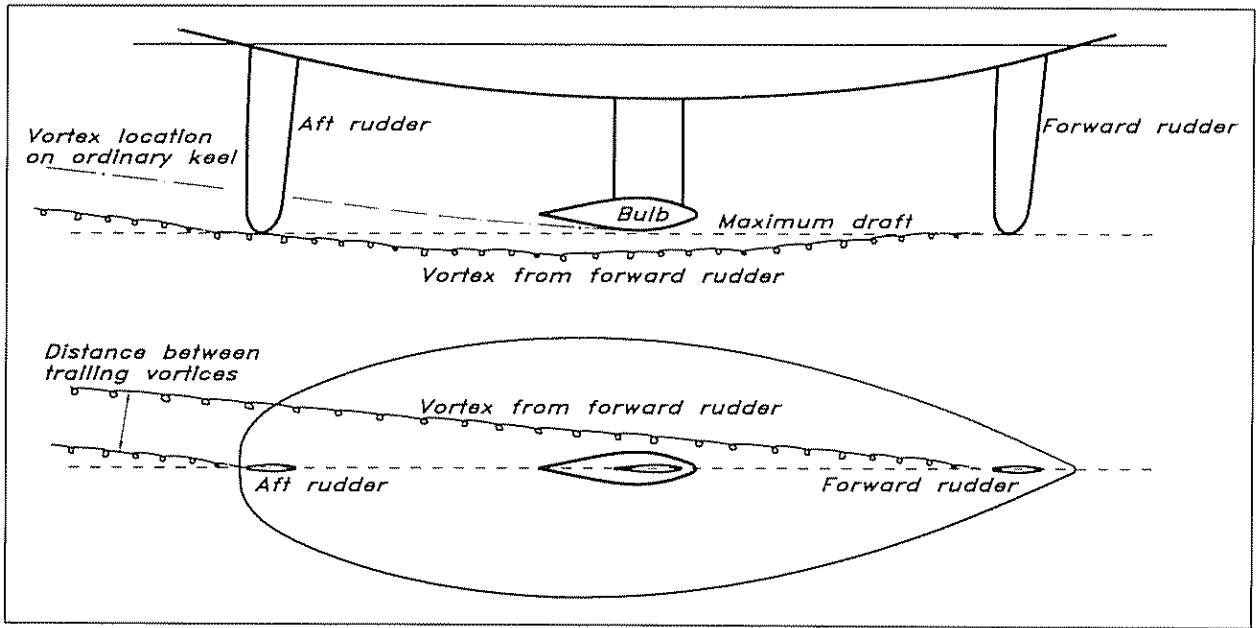 Aft rudder
Forward rudder
Vortex location
on ordinary keel
Bulb
Maximum draft
Vortex from forward rudder
Distance between
trailing vortices
Vortex from forward rudder
Aft rudder
Forward rudder